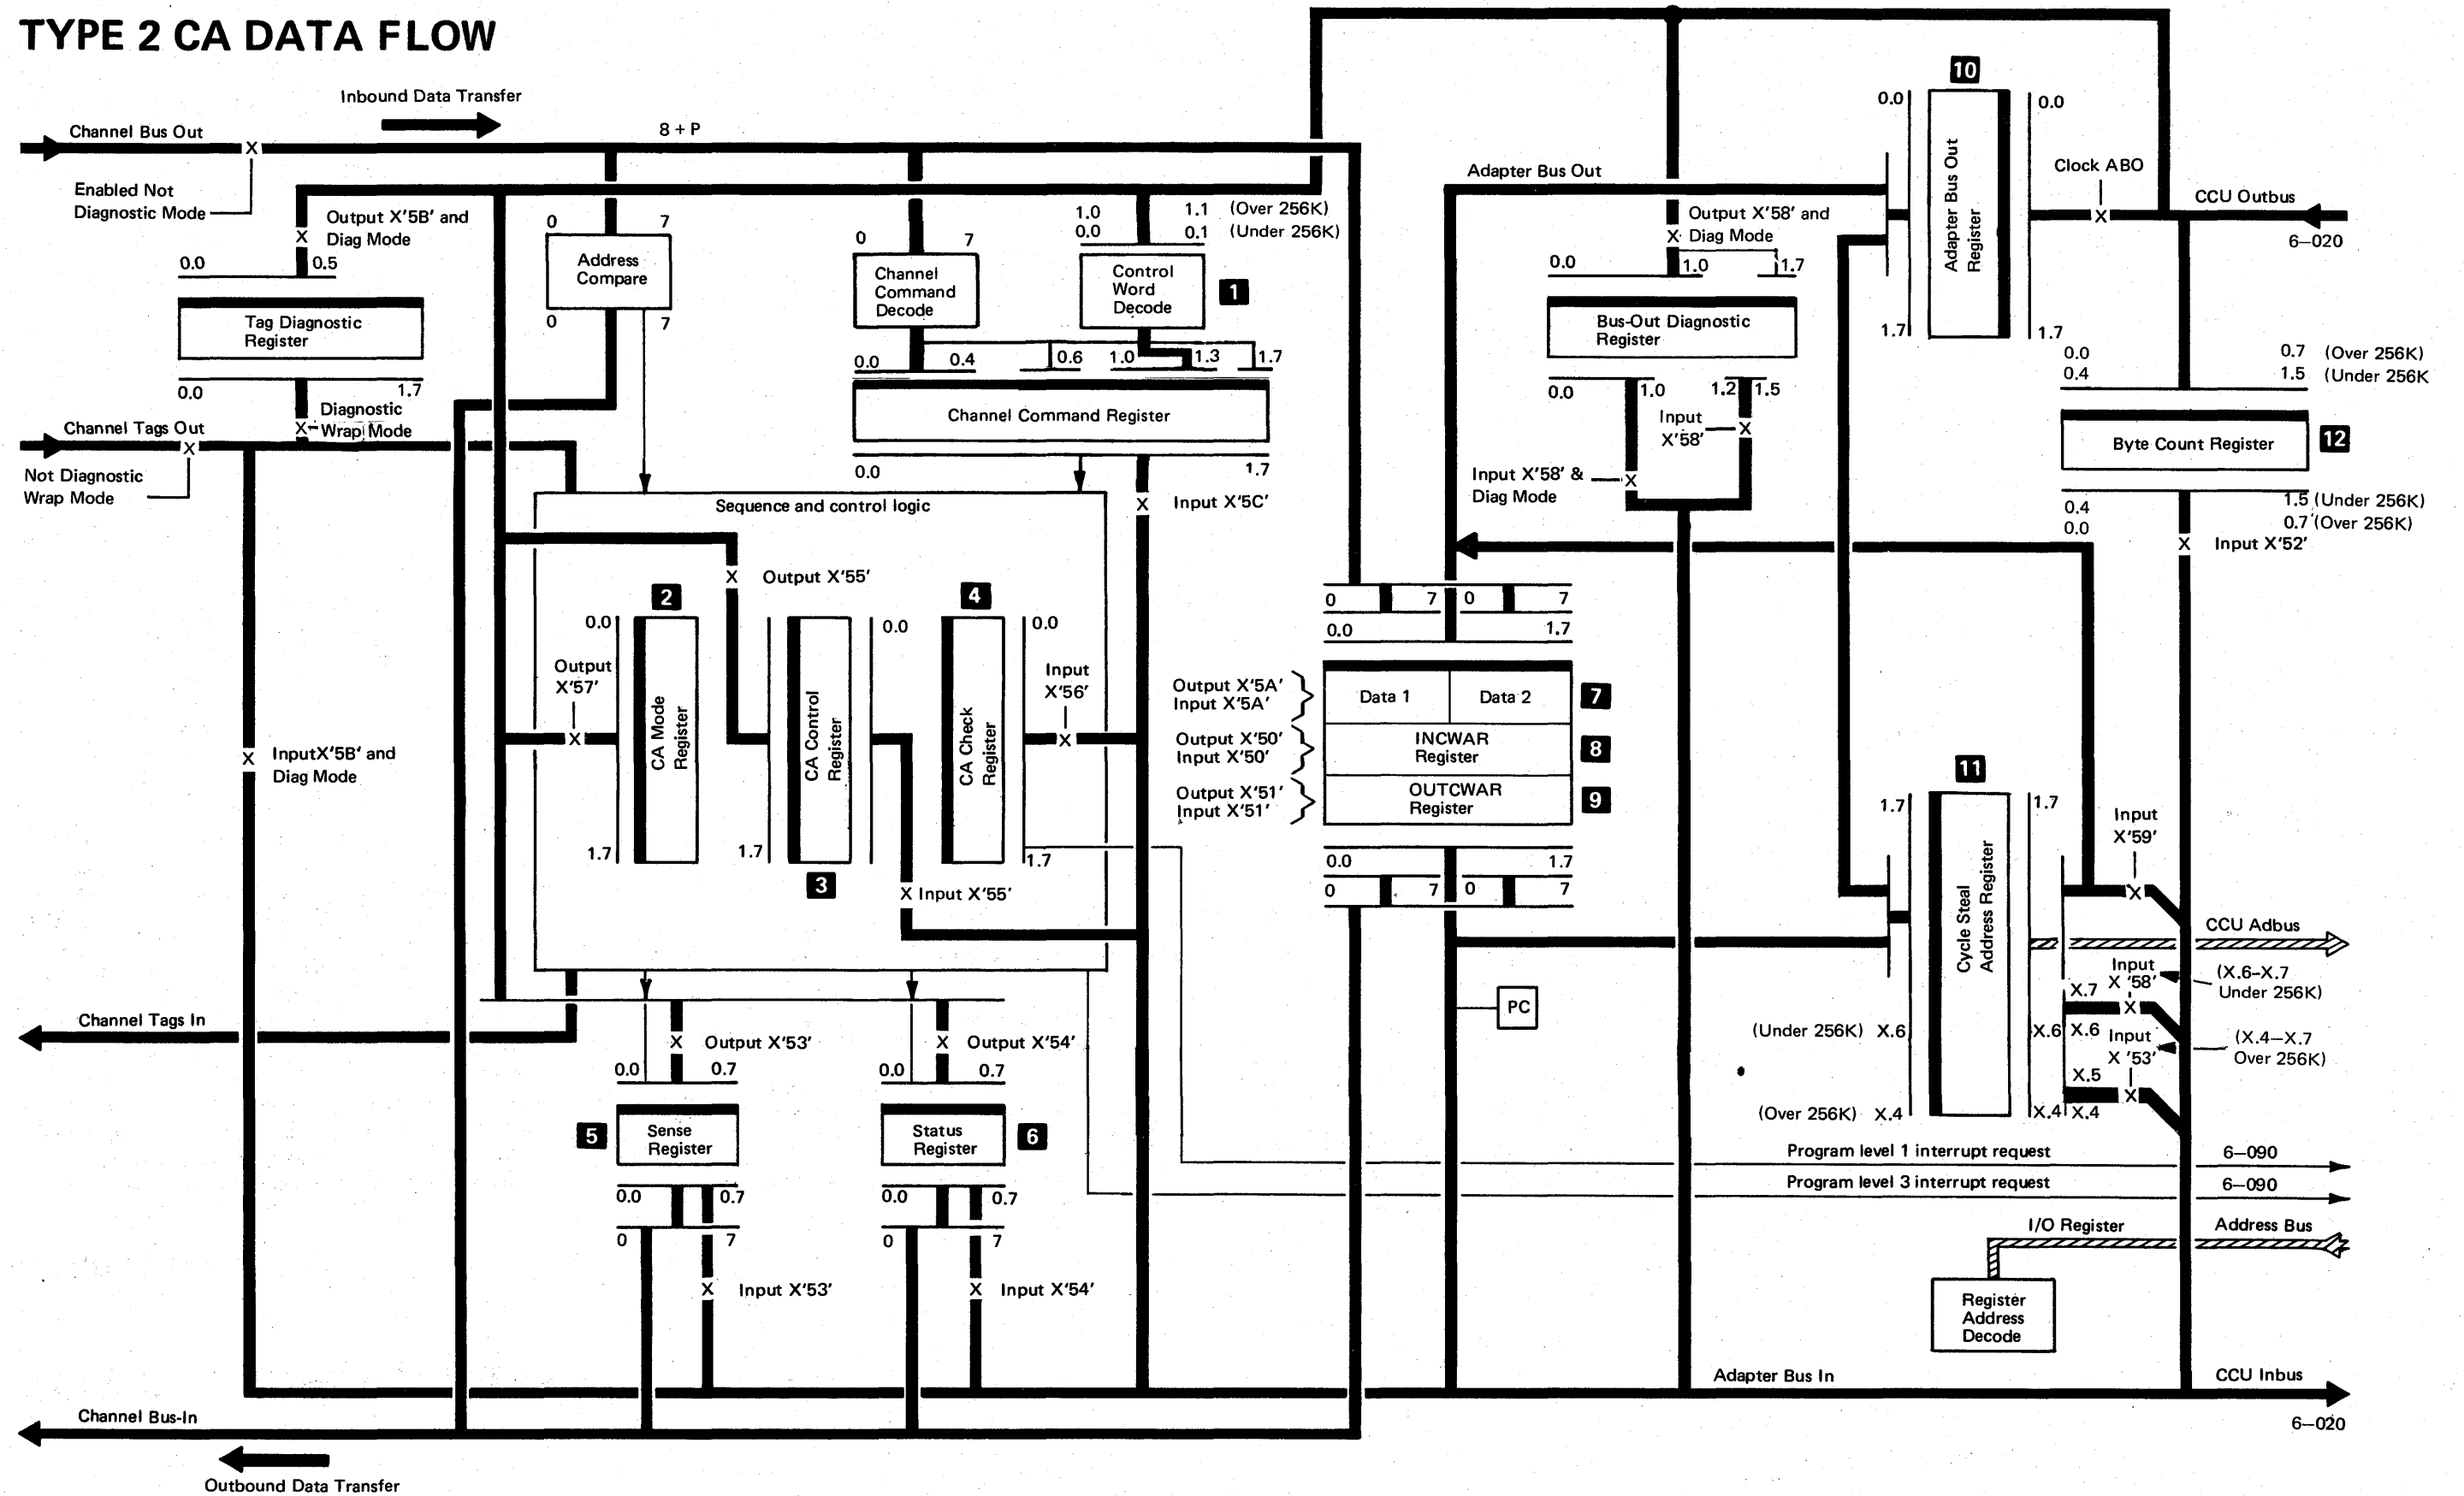 TYPE 2 CA DATA FLOW
Inbound Data Transfer
Channel Bus Out
X
8 + P
Enabled Not
Diagnostic Mode
Output X'5B' and
Diag Mode
X
0.0
0.5
Tag Diagnostic
Register
0.0
1.7
Diagnostic
Wrap Mode
X
Channel Tags Out
X
Not Diagnostic
Wrap Mode
0
7
Address
Compare
0
7
0
7
Channel
Command
Decode
1.0
1.1
(Over 256K)
0.0
0.1
(Under 256K)
Control
Word
Decode
1
0.0
0.4
0.6
1.0
1.3
1.7
Channel Command Register
0.0
1.7
X
Input X'5C'
Sequence and control logic
X
Output X'55'
2
4
0.0
0.0
0.0
Output
X'57'
X
CA Mode
Register
CA Control
Register
CA Check
Register
Input
X'56'
X
1.7
1.7
1.7
3
X
Input X'55'
X
InputX'5B' and
Diag Mode
Channel Tags In
X
Output X'53'
X
Output X'54'
0.0
0.7
0.0
0.7
5
Sense
Register
Status
Register
6
0.0
0.7
0.0
0.7
0
7
0
7
X
Input X'53'
X
Input X'54'
Channel Bus-In
Outbound Data Transfer
Adapter Bus Out
Output X'58' and
Diag Mode
X
0.0
1.0
1.7
Bus-Out Diagnostic
Register
0.0
1.0
1.2
1.5
Input
X'58'
X
Input X'58' &
Diag Mode
X
0
7
0
7
0.0
1.7
Output X'5A'
Input X'5A'
Data 1
Data 2
7
Output X'50'
Input X'50'
INCWAR
Register
8
Output X'51'
Input X'51'
OUTCWAR
Register
9
0.0
1.7
0
7
0
7
PC
10
0.0
0.0
Adapter Bus Out
Register
1.7
1.7
Clock ABO
X
CCU Outbus
6–020
0.0
0.7
(Over 256K)
0.4
1.5
(Under 256K
Byte Count Register
12
0.4
1.5
(Under 256K)
0.0
0.7
(Over 256K)
X
Input X'52'
11
1.7
1.7
Cycle Steal
Address Register
Input
X'59'
X
CCU Adbus
Input
X '58'
(X.6–X.7
Under 256K)
X.7
X
(Under 256K)
X.6
X.6
X.6
Input
X '53'
(X.4–X.7
Over 256K)
X.5
X
(Over 256K)
X.4
X.4
X.4
Program level 1 interrupt request
6–090
Program level 3 interrupt request
6–090
I/O Register
Address Bus
Register
Address
Decode
Adapter Bus In
CCU Inbus
6–020